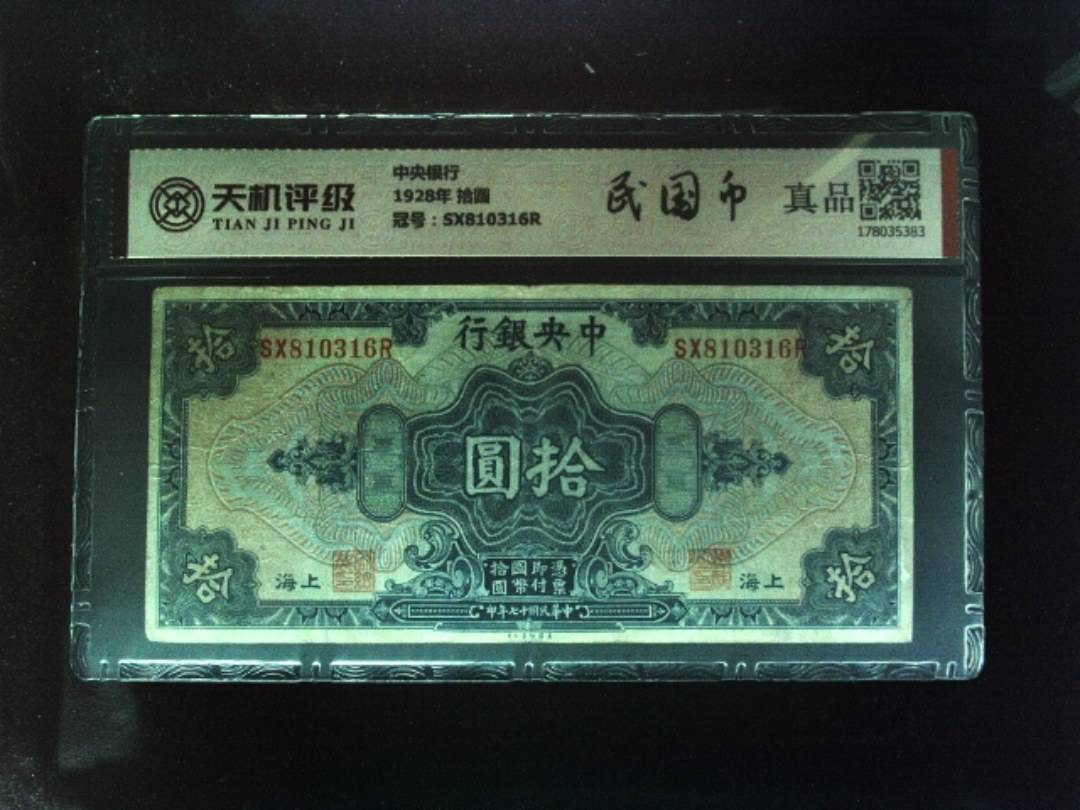 天机评级
TIAN JI PING JI
中央银行
1928年 拾圆
冠号：SX810316R
民国币
真品
178035383
中央銀行
拾
SX810316R
SX810316R
拾
拾圓
上海
上海
憑票即付國幣拾圓
中華民國十七年印
拾
拾